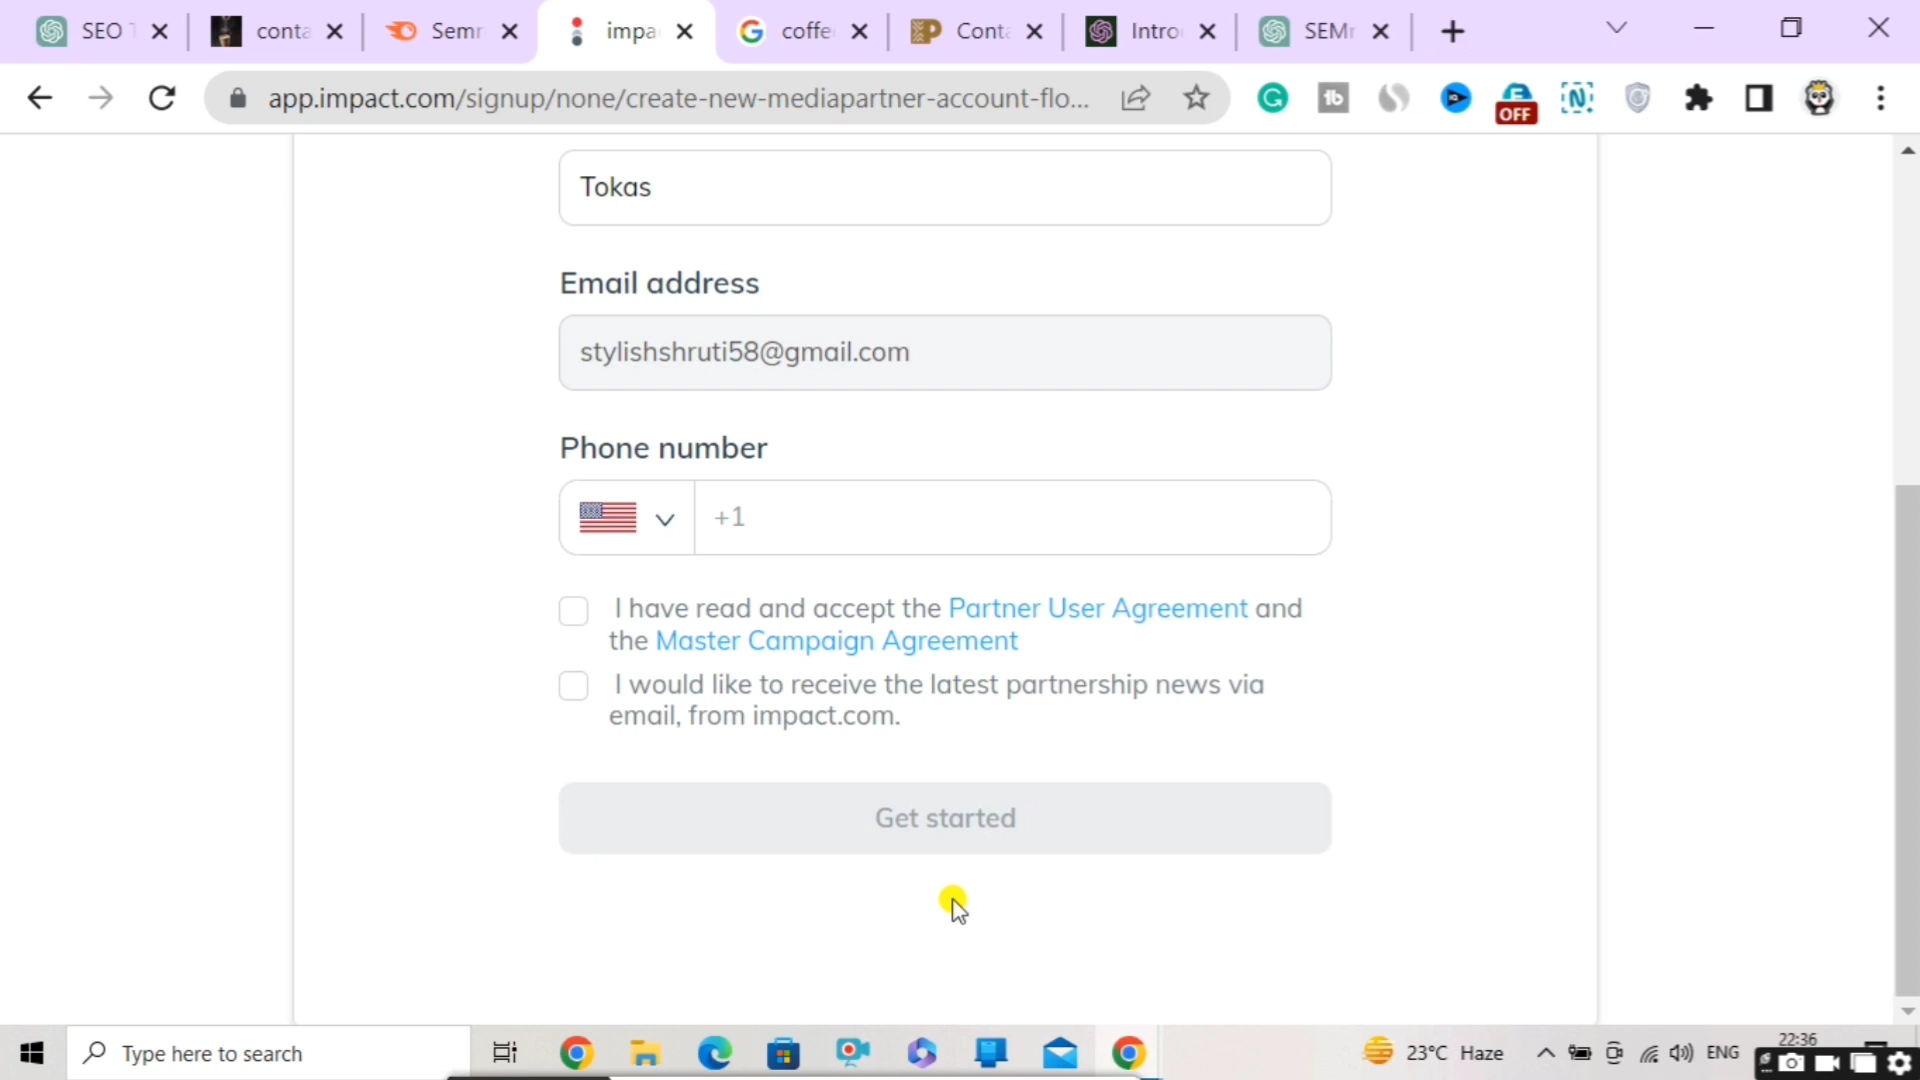 SEO T
conta
Semr
impa
coffe
Conta
Intro
SEMr
app.impact.com/signup/none/create-new-mediapartner-account-flo...
OFF
Tokas
Email address
stylishshruti58@gmail.com
Phone number
+1
I have read and accept the Partner User Agreement and
the Master Campaign Agreement
I would like to receive the latest partnership news via
email, from impact.com.
Get started
Type here to search
23°C Haze
ENG
22:36